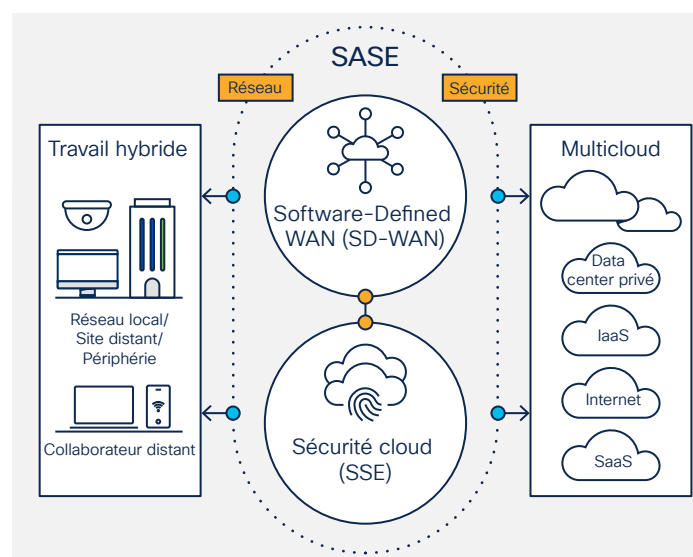 SASE
Réseau
Sécurité
Travail hybride
Réseau local/
Site distant/
Périphérie
Collaborateur distant
Software-Defined
WAN (SD-WAN)
Sécurité cloud
(SSE)
Multicloud
Data
center privé
IaaS
Internet
SaaS